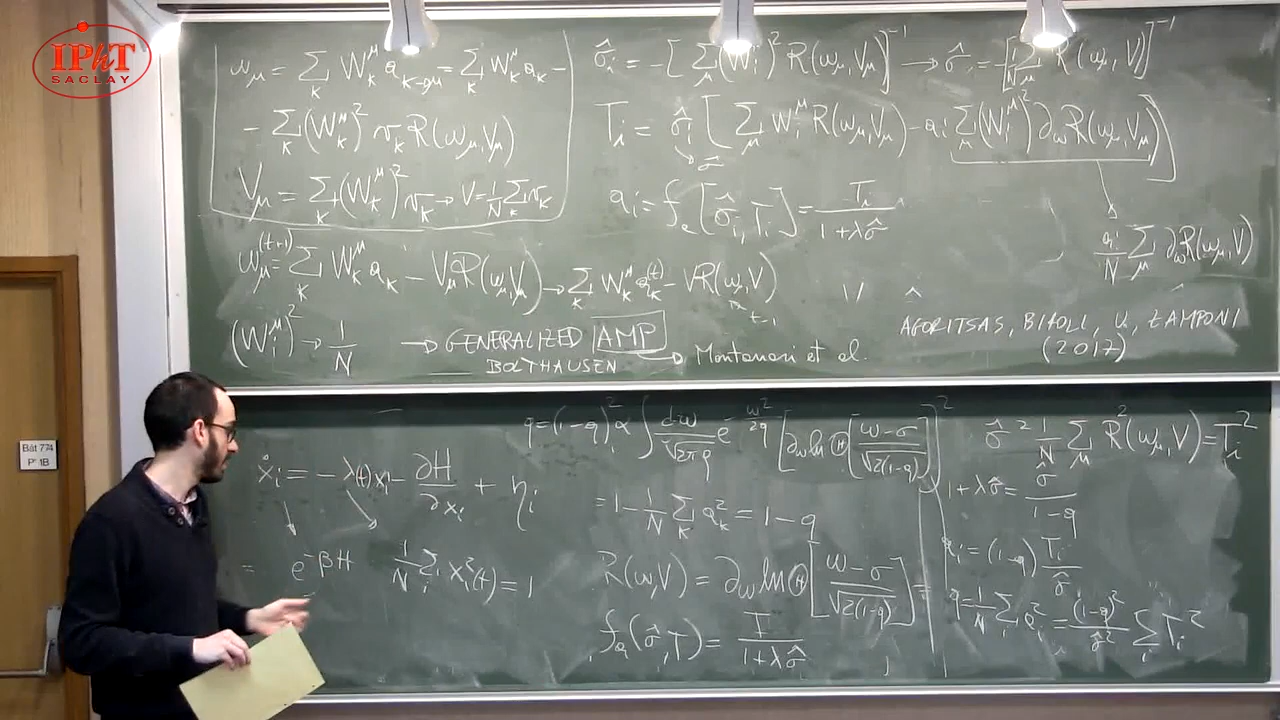 IPhT
SACLAY
ω_μ = Σ_k W_k^μ a_{k→μ} = Σ_k W_k^μ a_k -
- Σ_k (W_k^μ)^2 v_k R(ω_μ, V_μ)
V_μ = Σ_k (W_k^μ)^2 v_k → V = 1/N Σ_k v_k
ω_μ^{(t+1)} = Σ_k W_k^μ a_k - V_μ R(ω_μ, V_μ) → Σ_k W_k^μ a_k^{(t)} - V R(ω_μ, V)
t-1
(W_i^μ)^2 → 1/N → GENERALIZED AMP → Montanari et al.
BOLTHAUSEN
σ̂_i = -[Σ_μ (W_i^μ)^2 R(ω_μ, V_μ)]^{-1} → σ̂ = -[1/N Σ_μ R(ω_μ, V)]^{-1}
T_i = σ̂_i [Σ_μ W_i^μ R(ω_μ, V_μ) - a_i Σ_μ (W_i^μ)^2 ∂_ω R(ω_μ, V_μ)]
a_i = f_a[σ̂_i, T_i] = T_i / (1+λσ̂)
a_i/N Σ_μ ∂_ω R(ω_μ, V)
AGORITSAS, BIROLI, U, ZAMPONI
(2017)
Bât 774
P 1B
ẋ_i = -λ(t)x_i - ∂H/∂x_i + η_i
= e^{-βH} 1/N Σ_i x_i^2(t) = 1
q = (1-q)^2 α ∫ dω/√(2πq) e^{-ω^2/2q} [∂_ω ln Θ[(ω-σ)/√(2(1-q))]]^2
= 1 - 1/N Σ_k a_k^2 = 1-q
R(ω,V) = ∂_ω ln Θ[(ω-σ)/√(2(1-q))] =
f_a(σ̂,T) = T/(1+λσ̂)
σ̂^2 1/N Σ_μ R^2(ω_μ, V) = T_i^2
1+λσ̂ = σ̂/(1-q)
a_i = (1-q) T_i/σ̂
q = 1/N Σ_i a_i^2 = (1-q)^2/σ̂^2 Σ_i T_i^2